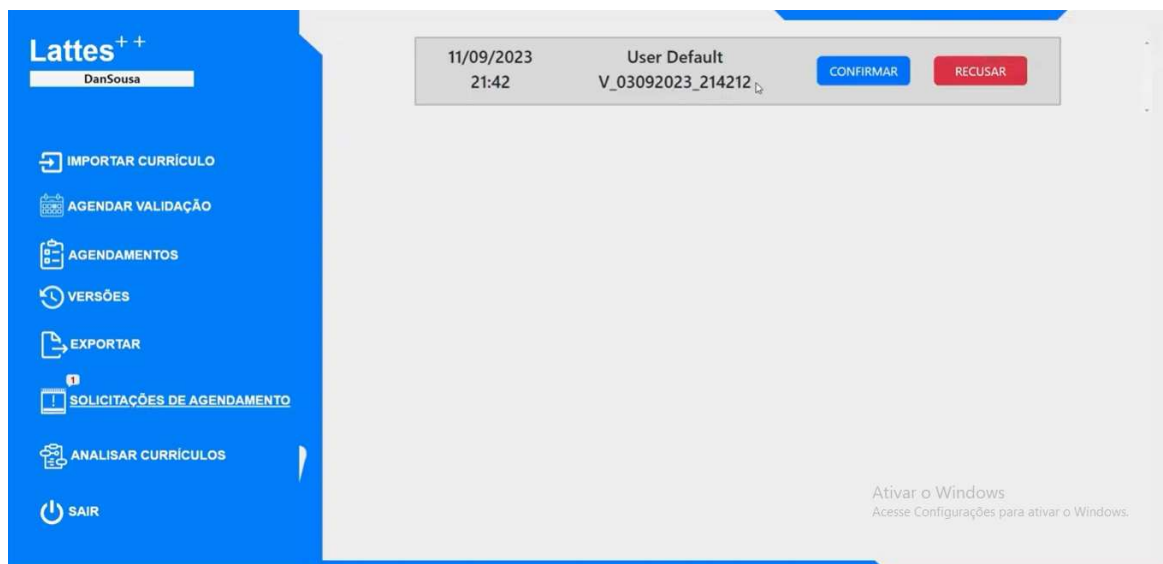 Lattes++
DanSousa
IMPORTAR CURRÍCULO
AGENDAR VALIDAÇÃO
AGENDAMENTOS
VERSÕES
EXPORTAR
1
SOLICITAÇÕES DE AGENDAMENTO
ANALISAR CURRÍCULOS
SAIR
11/09/2023
21:42
User Default
V_03092023_214212
CONFIRMAR
RECUSAR
Ativar o Windows
Acesse Configurações para ativar o Windows.